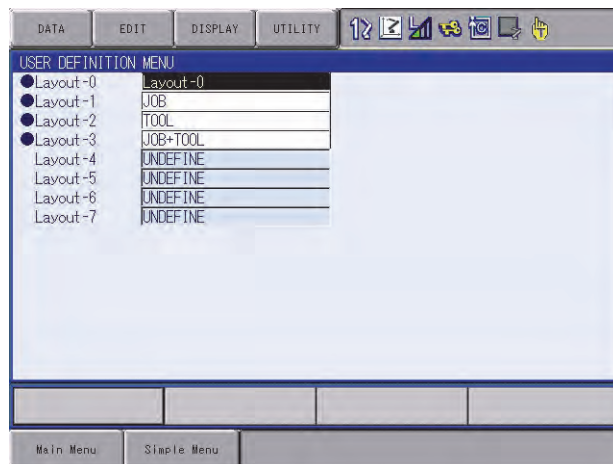 DATA EDIT DISPLAY UTILITY
USER DEFINITION MENU
Layout-0 Layout-0
Layout-1 JOB
Layout-2 TOOL
Layout-3 JOB+TOOL
Layout-4 UNDEFINE
Layout-5 UNDEFINE
Layout-6 UNDEFINE
Layout-7 UNDEFINE
Main Menu Simple Menu